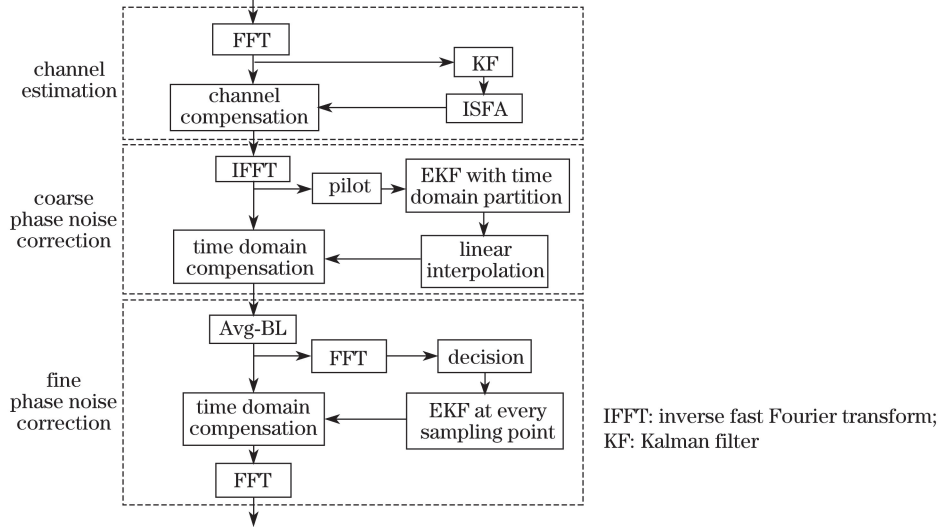 FFT
KF
channel
estimation
channel
compensation
ISFA
IFFT
pilot
EKF with time
domain partition
coarse
phase noise
correction
time domain
compensation
linear
interpolation
Avg-BL
FFT
decision
fine
phase noise
correction
time domain
compensation
EKF at every
sampling point
FFT
IFFT: inverse fast Fourier transform;
KF: Kalman filter